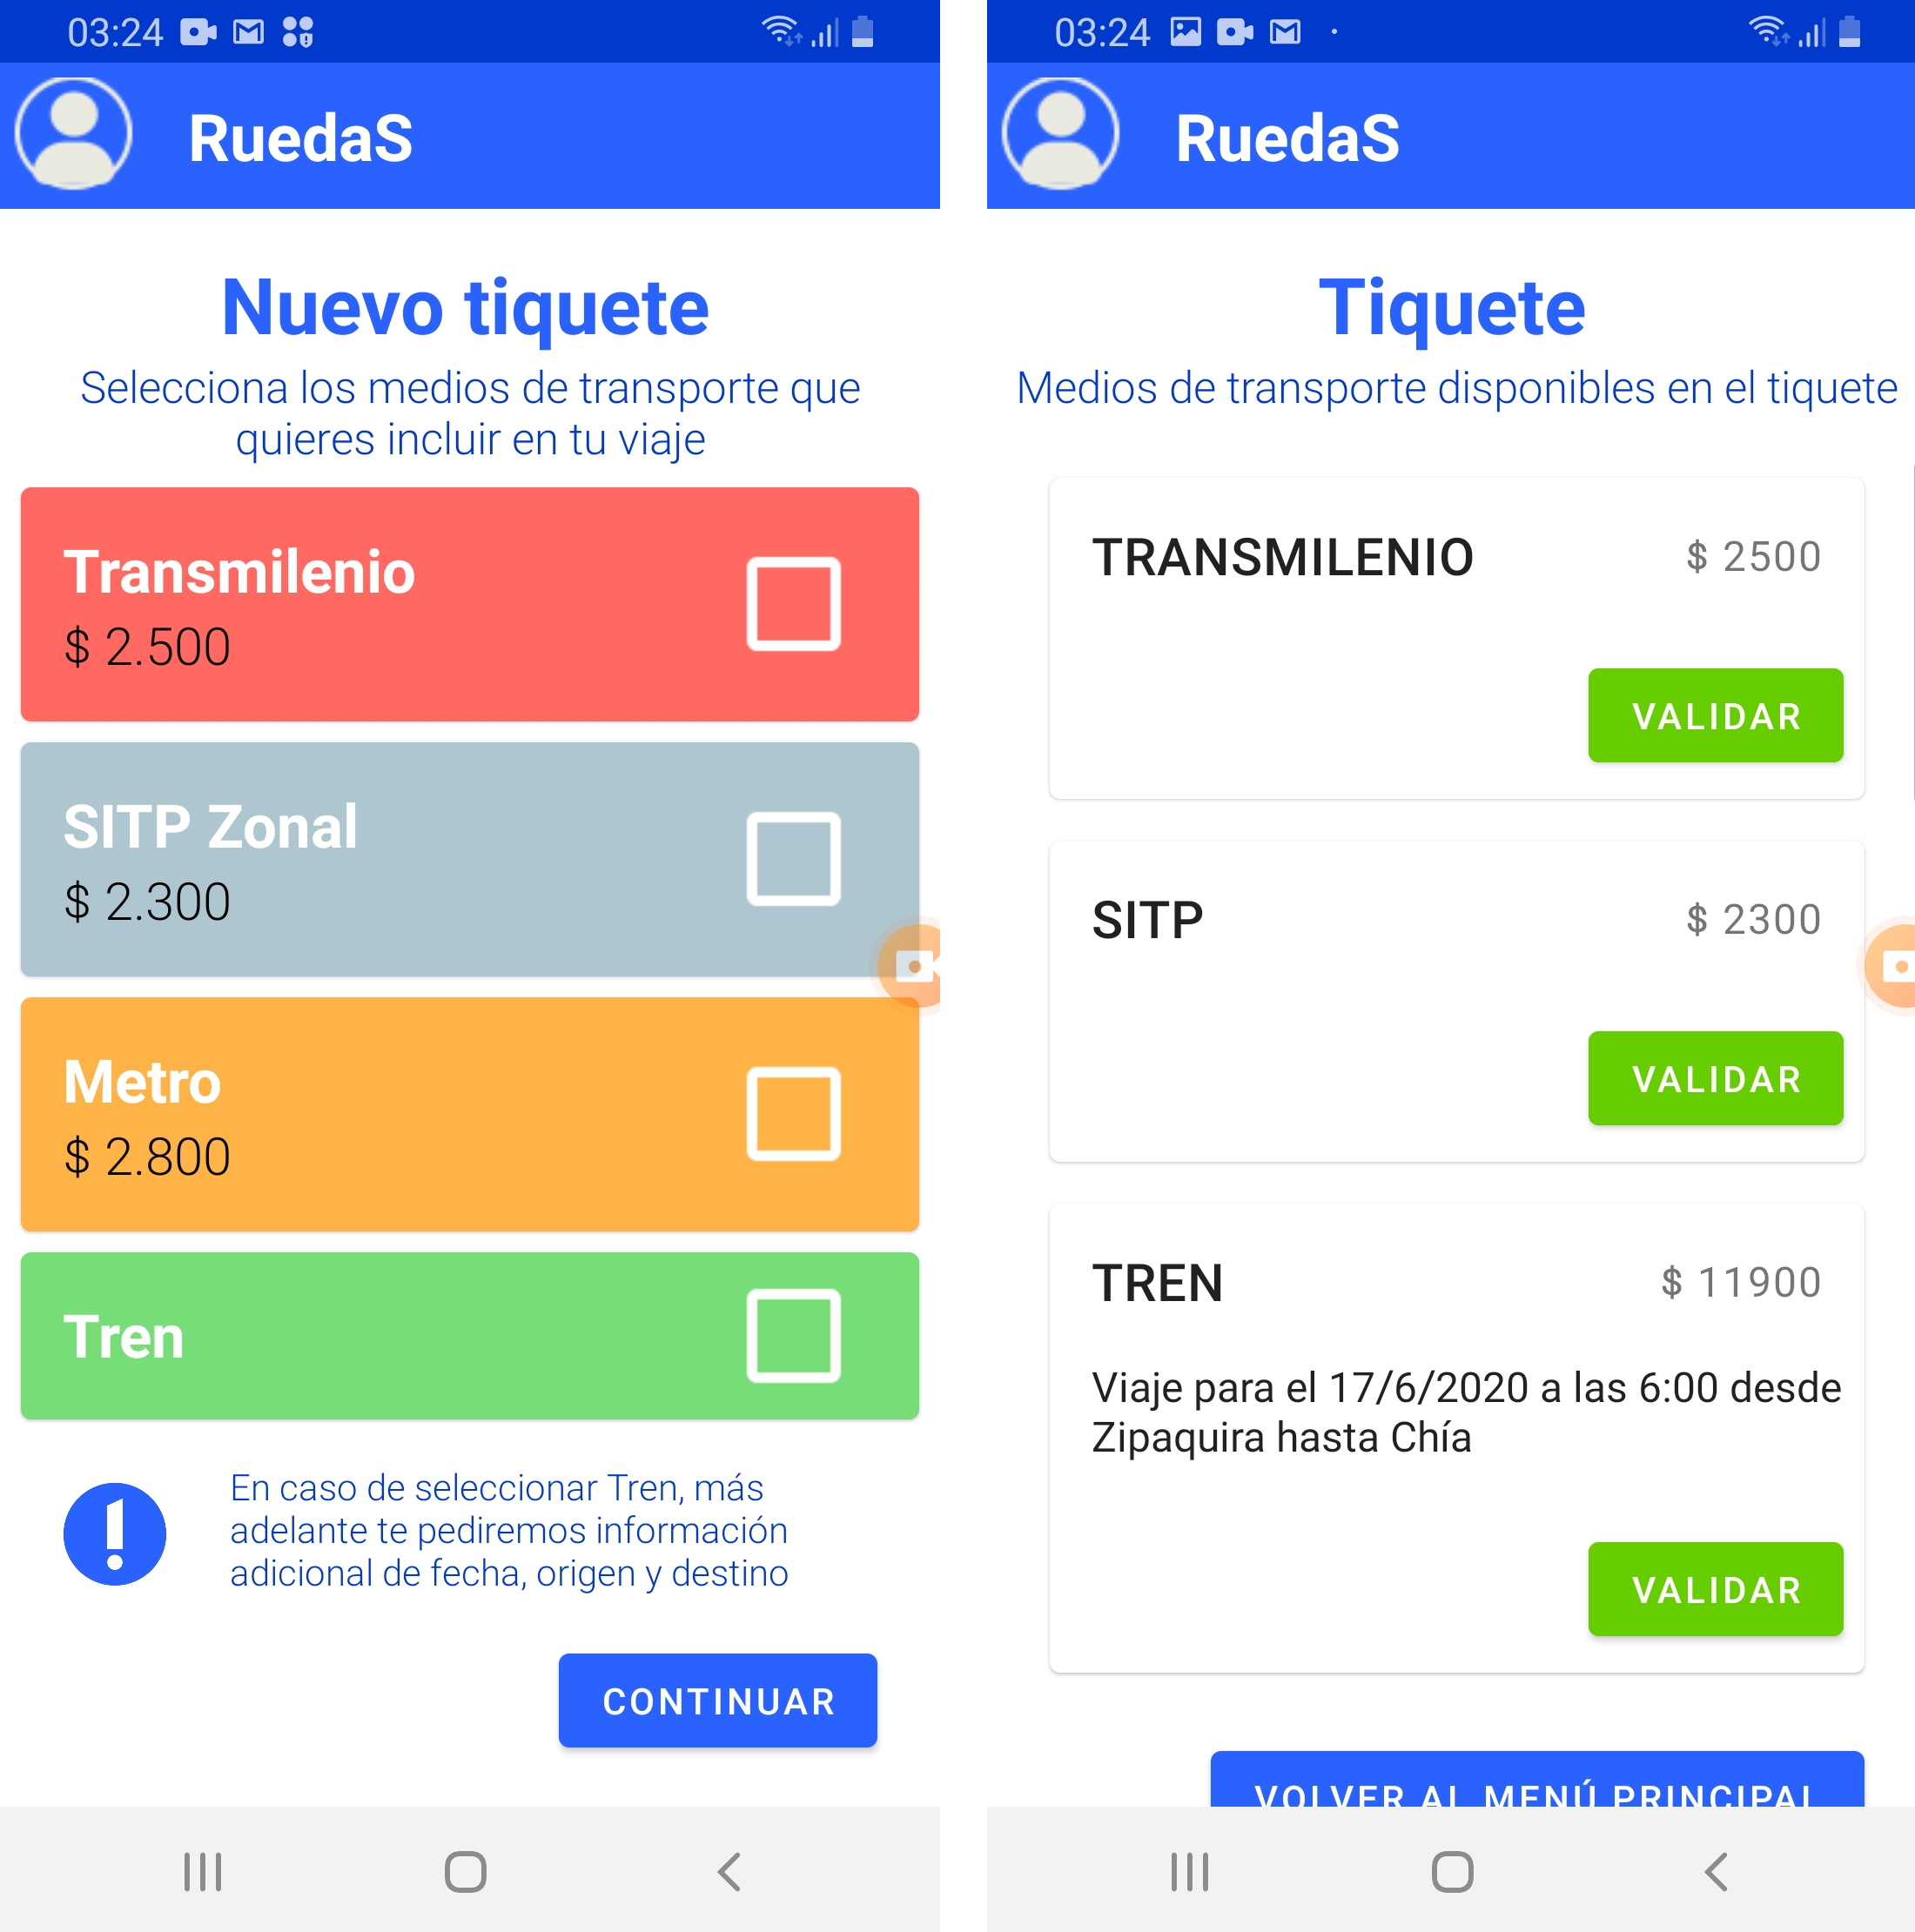 03:24
RuedaS
Nuevo tiquete
Selecciona los medios de transporte que
quieres incluir en tu viaje
Transmilenio
$ 2.500
SITP Zonal
$ 2.300
Metro
$ 2.800
Tren
En caso de seleccionar Tren, más
adelante te pediremos información
adicional de fecha, origen y destino
CONTINUAR
03:24
RuedaS
Tiquete
Medios de transporte disponibles en el tiquete
TRANSMILENIO $ 2500
VALIDAR
SITP $ 2300
VALIDAR
TREN $ 11900
Viaje para el 17/6/2020 a las 6:00 desde
Zipaquira hasta Chía
VALIDAR
VOLVER AL MENÚ PRINCIPAL